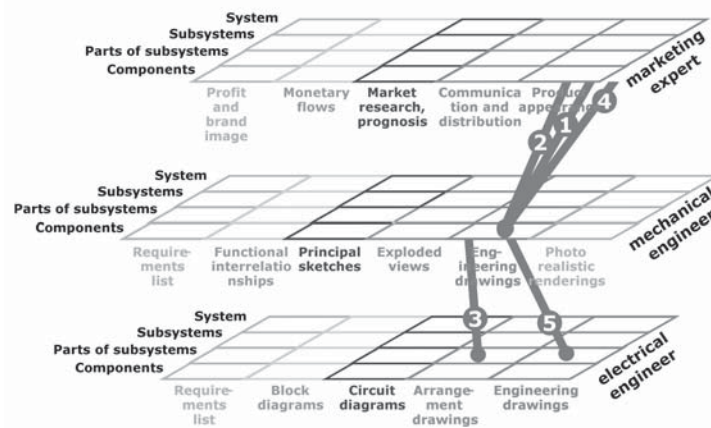 System
Subsystems
Parts of subsystems
Components
marketing
expert
Profit
and
brand
image
Monetary
flows
Market
research,
prognosis
Communica
tion and
distribution
Product
appearance
2
1
4
System
Subsystems
Parts of subsystems
Components
mechanical
engineer
Require-
ments
list
Functional
interrelatio
nships
Principal
sketches
Exploded
views
Eng-
ineering
drawings
Photo
realistic
renderings
3
5
System
Subsystems
Parts of subsystems
Components
electrical
engineer
Require-
ments
list
Block
diagrams
Circuit
diagrams
Arrange-
ment
drawings
Engineering
drawings